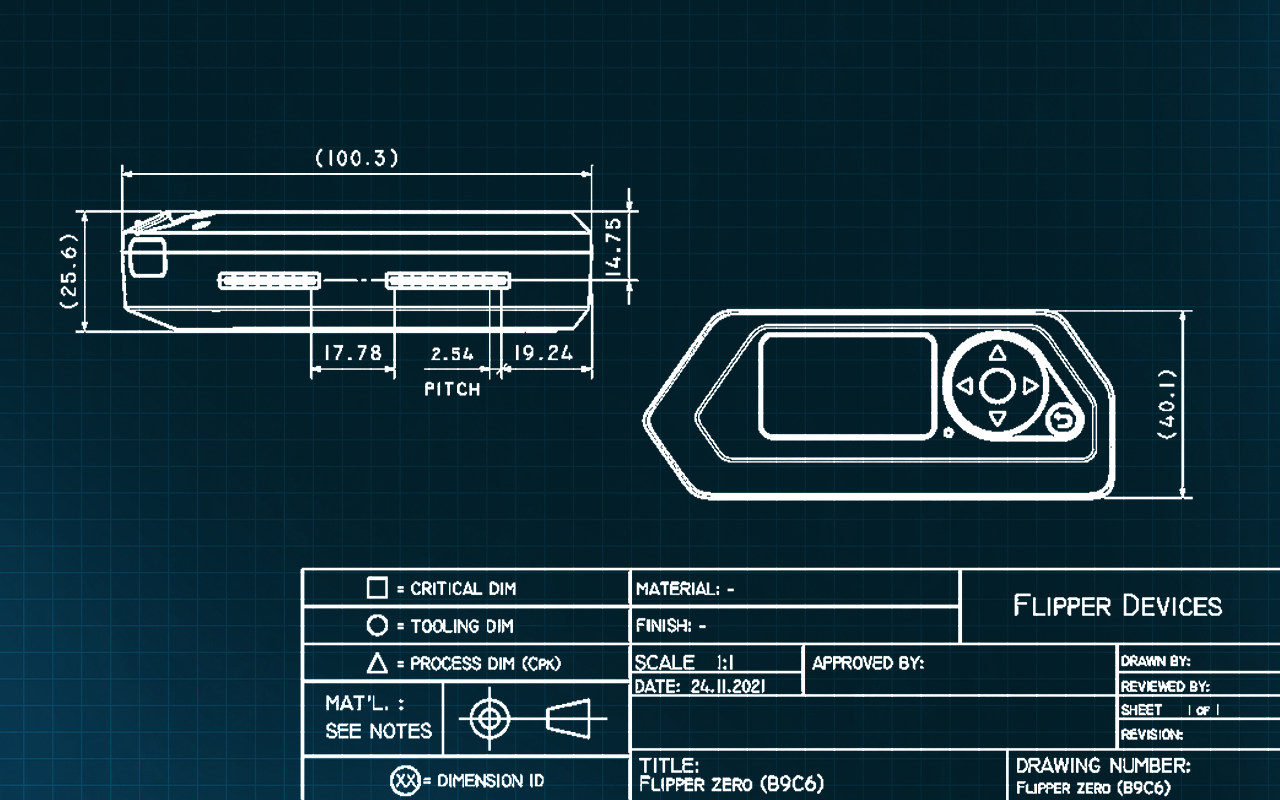 (100.3)
(25.6)
14.75
17.78
2.54
PITCH
19.24
(40.1)
= CRITICAL DIM
= TOOLING DIM
= PROCESS DIM (CPK)
MAT'L. :
SEE NOTES
XX = DIMENSION ID
MATERIAL: -
FINISH: -
SCALE 1:1
DATE: 24.11.2021
APPROVED BY:
FLIPPER DEVICES
DRAWN BY:
REVIEWED BY:
SHEET 1 OF 1
REVISION:
TITLE:
FLIPPER ZERO (B9C6)
DRAWING NUMBER:
FLIPPER ZERO (B9C6)